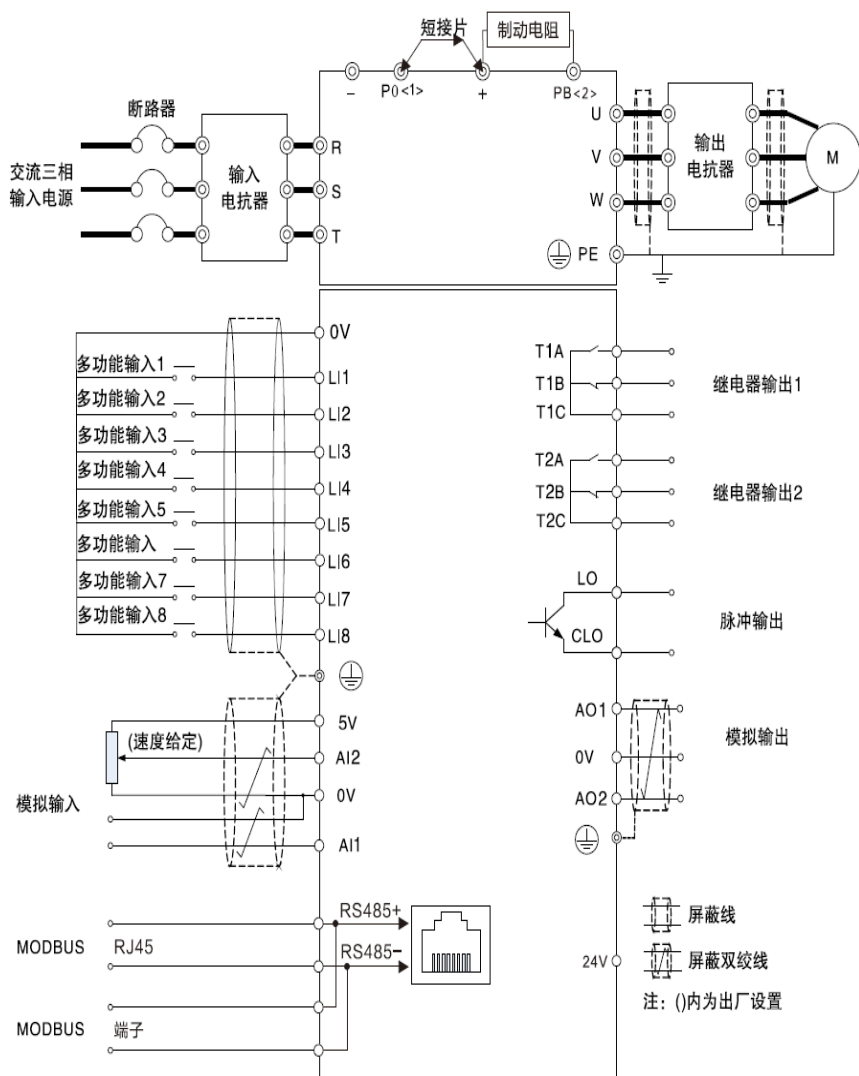 短接片
制动电阻
-
P0<1>
+
PB<2>
断路器
交流三相
输入电源
输入
电抗器
R
S
T
U
V
W
输出
电抗器
M
PE
0V
多功能输入1
LI1
多功能输入2
LI2
多功能输入3
LI3
多功能输入4
LI4
多功能输入5
LI5
多功能输入
LI6
多功能输入7
LI7
多功能输入8
LI8
T1A
T1B
T1C
继电器输出1
T2A
T2B
T2C
继电器输出2
LO
CLO
脉冲输出
5V
(速度给定)
AI2
0V
模拟输入
AI1
AO1
0V
AO2
模拟输出
MODBUS RJ45
RS485+
RS485-
MODBUS 端子
24V
屏蔽线
屏蔽双绞线
注: ()内为出厂设置